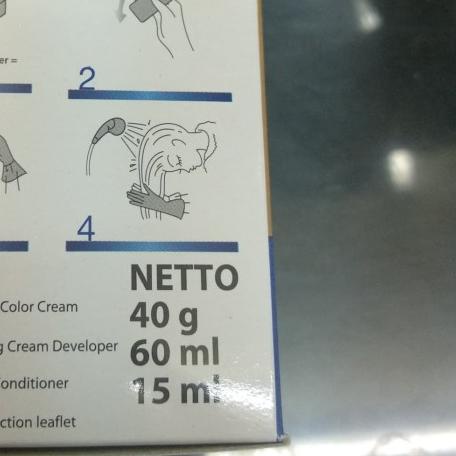 er =
2
4
NETTO
Color Cream 40 g
Cream Developer 60 ml
onditioner 15 ml
ction leaflet